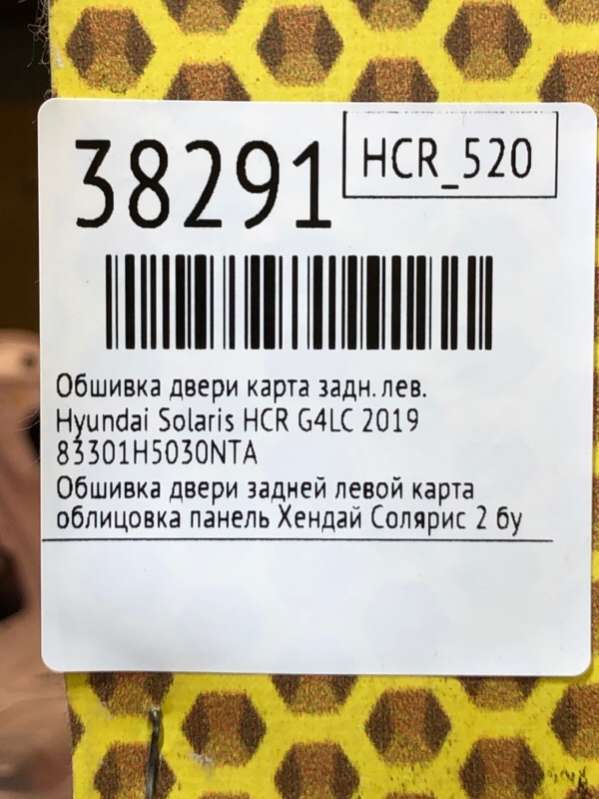 38291
HCR_520
Обшивка двери карта задн. лев.
Hyundai Solaris HCR G4LC 2019
83301H5030NTA
Обшивка двери задней левой карта
облицовка панель Хендай Солярис 2 бу